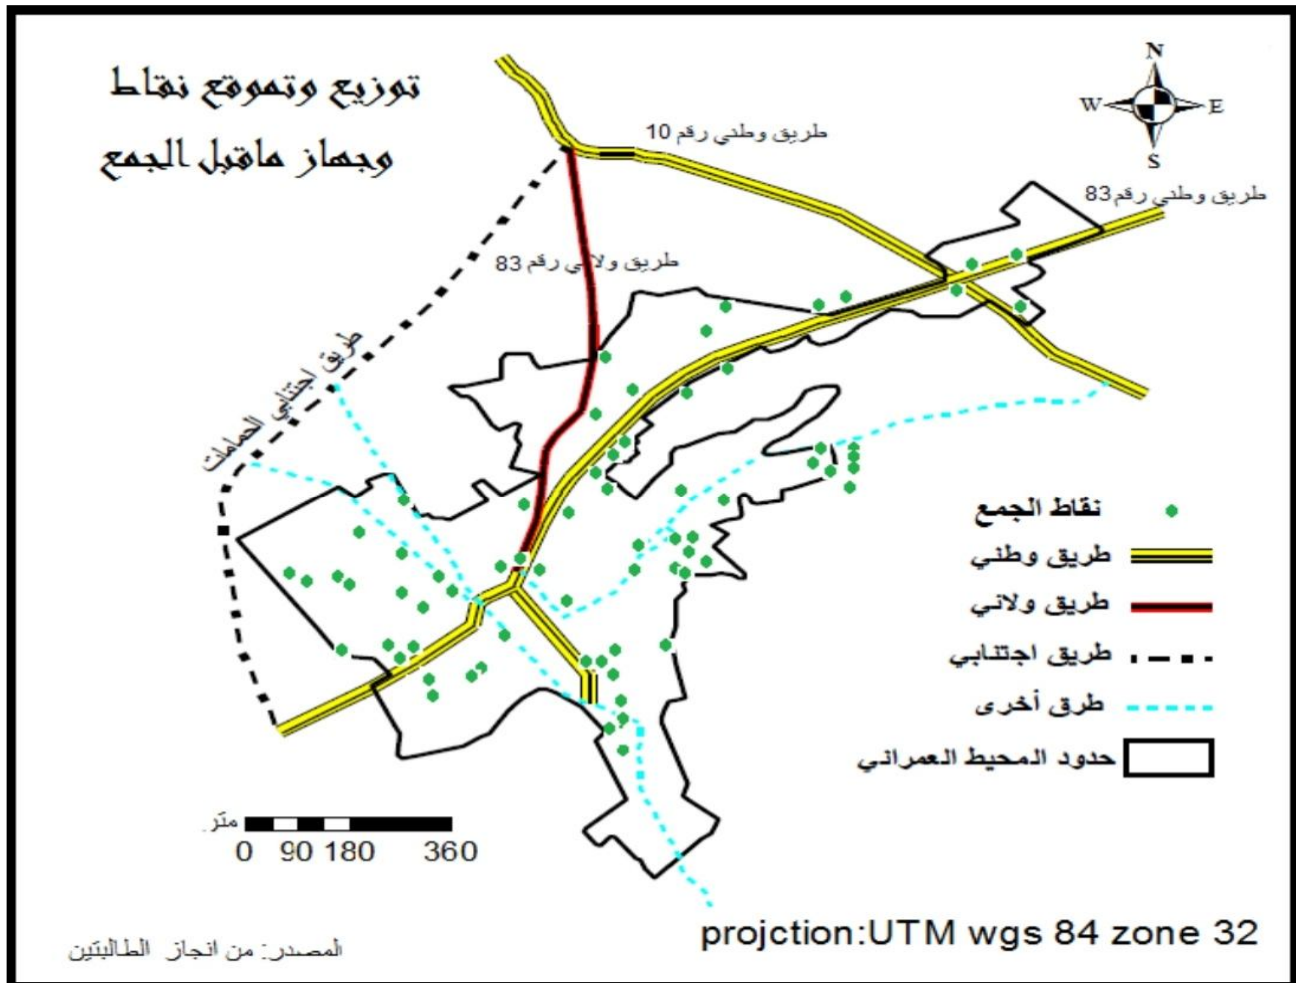 توزيع وتموقع نقاط
وجهاز ماقبل الجمع
N
W
E
S
طريق وطني رقم 10
طريق وطني رقم 83
طريق ولائي رقم 83
طريق اجتنابي الحمامات
نقاط الجمع
طريق وطني
طريق ولائي
طريق اجتنابي
طرق أخرى
حدود المحيط العمراني
متر
0 90 180 360
projction:UTM wgs 84 zone 32
المصدر: من انجاز الطالبتين